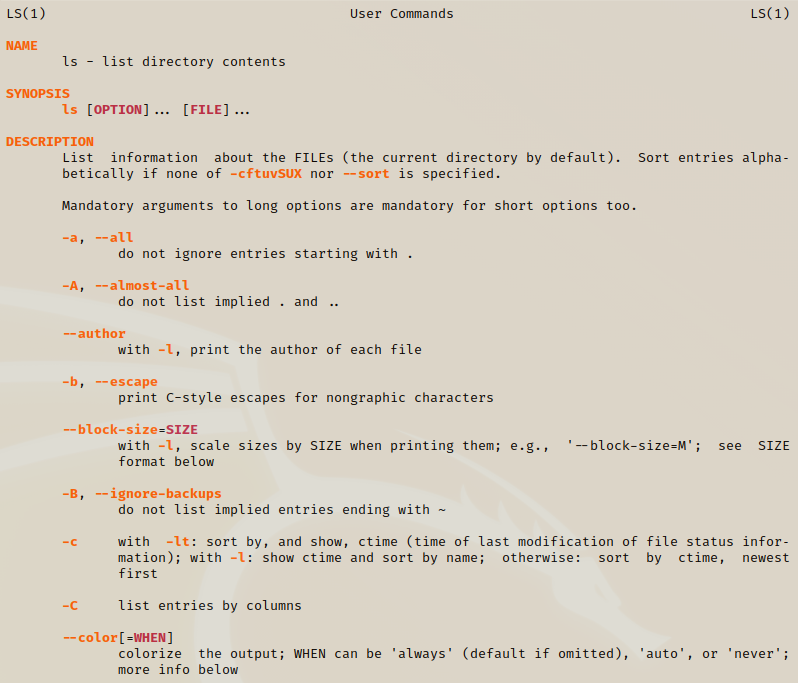 LS(1) User Commands LS(1)
NAME
ls - list directory contents
SYNOPSIS
ls [OPTION]... [FILE]...
DESCRIPTION
List information about the FILEs (the current directory by default). Sort entries alpha-
betically if none of -cftuvSUX nor --sort is specified.
Mandatory arguments to long options are mandatory for short options too.
-a, --all
do not ignore entries starting with .
-A, --almost-all
do not list implied . and ..
--author
with -l, print the author of each file
-b, --escape
print C-style escapes for nongraphic characters
--block-size=SIZE
with -l, scale sizes by SIZE when printing them; e.g., '--block-size=M'; see SIZE
format below
-B, --ignore-backups
do not list implied entries ending with ~
-c with -lt: sort by, and show, ctime (time of last modification of file status infor-
mation); with -l: show ctime and sort by name; otherwise: sort by ctime, newest
first
-C list entries by columns
--color[=WHEN]
colorize the output; WHEN can be 'always' (default if omitted), 'auto', or 'never';
more info below